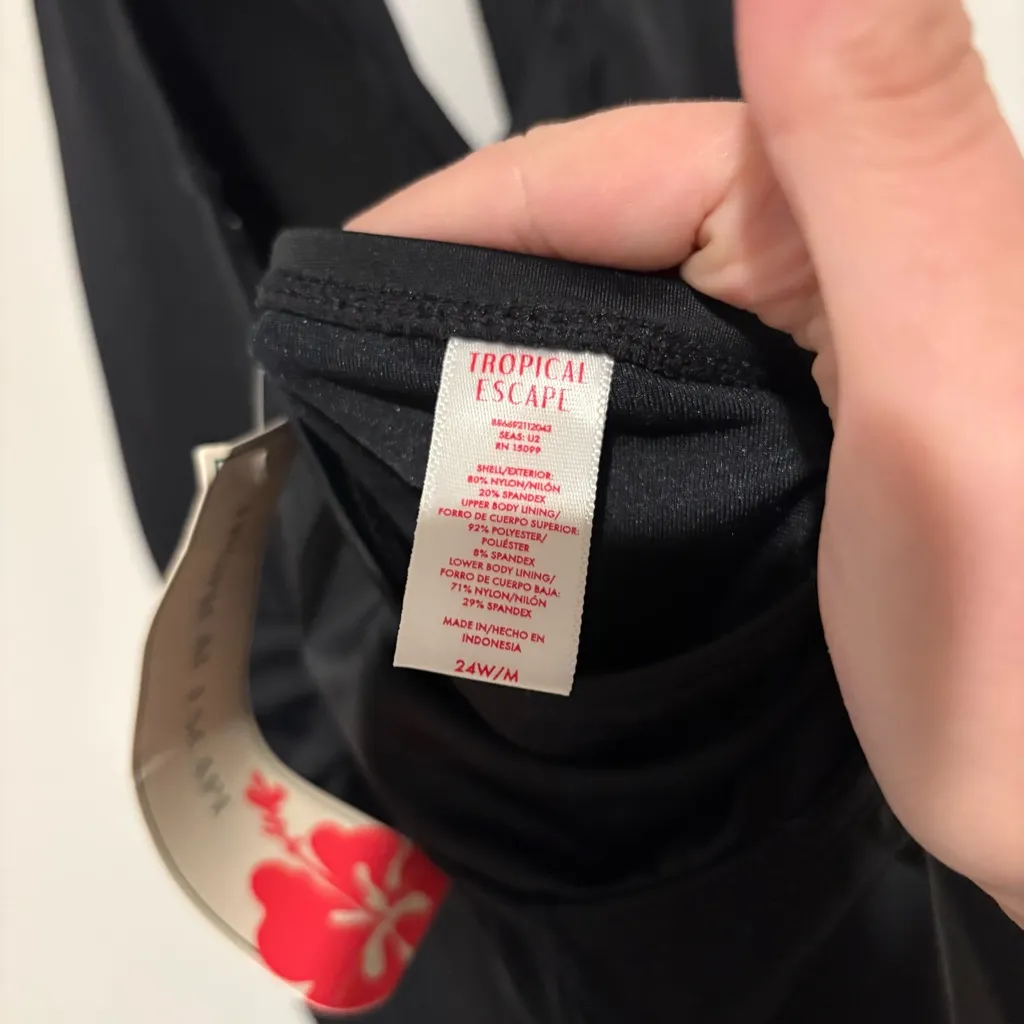 TROPICAL
ESCAPE
SEAS: U2
RN 15099
SHELL/EXTERIOR:
80% NYLON/NILÓN
20% SPANDEX
UPPER BODY LINING/
FORRO DE CUERPO SUPERIOR:
92% POLYESTER/
POLIÉSTER
8% SPANDEX
LOWER BODY LINING/
FORRO DE CUERPO BAJA:
71% NYLON/NILÓN
29% SPANDEX
MADE IN/HECHO EN
INDONESIA
24W/M